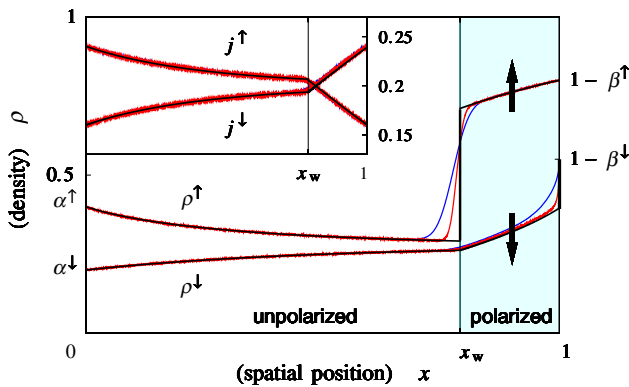 1
(density) ρ
0.5
α↑
α↓
0
j↑
j↓
0.25
0.2
0.15
x_w
1
ρ↑
ρ↓
1 − β↑
1 − β↓
unpolarized
polarized
x_w
1
(spatial position) x